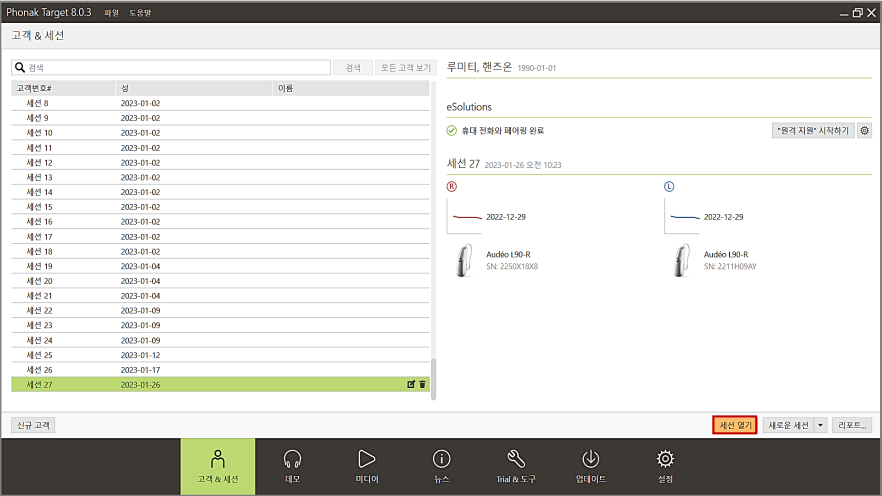 Phonak Target 8.0.3 파일 도움말
고객 & 세션
검색 검색 모든 고객 보기
고객번호# 성 이름
세션 8 2023-01-02
세션 9 2023-01-02
세션 10 2023-01-02
세션 11 2023-01-02
세션 12 2023-01-02
세션 13 2023-01-02
세션 14 2023-01-02
세션 15 2023-01-02
세션 16 2023-01-02
세션 17 2023-01-02
세션 18 2023-01-02
세션 19 2023-01-04
세션 20 2023-01-04
세션 21 2023-01-04
세션 22 2023-01-09
세션 23 2023-01-09
세션 24 2023-01-09
세션 25 2023-01-12
세션 26 2023-01-17
세션 27 2023-01-26
루미티, 핸즈온 1990-01-01
eSolutions
휴대 전화와 페어링 완료 "원격 지원" 시작하기
세션 27 2023-01-26 오전 10:23
R L
2022-12-29 2022-12-29
Audéo L90-R Audéo L90-R
SN: 2250X18X8 SN: 2211H09AY
신규 고객 세션 열기 새로운 세션 리포트...
고객 & 세션 데모 미디어 뉴스 Trial & 도구 업데이트 설정